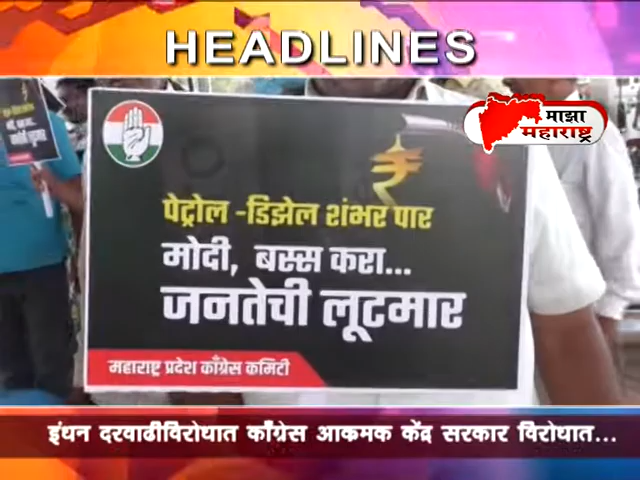 HEADLINES
माझा
महाराष्ट्र
पेट्रोल -डिझेल शंभर पार
मोदी, बस्स करा...
जनतेची लूटमार
महाराष्ट्र प्रदेश काँग्रेस कमिटी
इंधन दरवाढीविरोधात काँग्रेस आक्रमक केंद्र सरकार विरोधात...